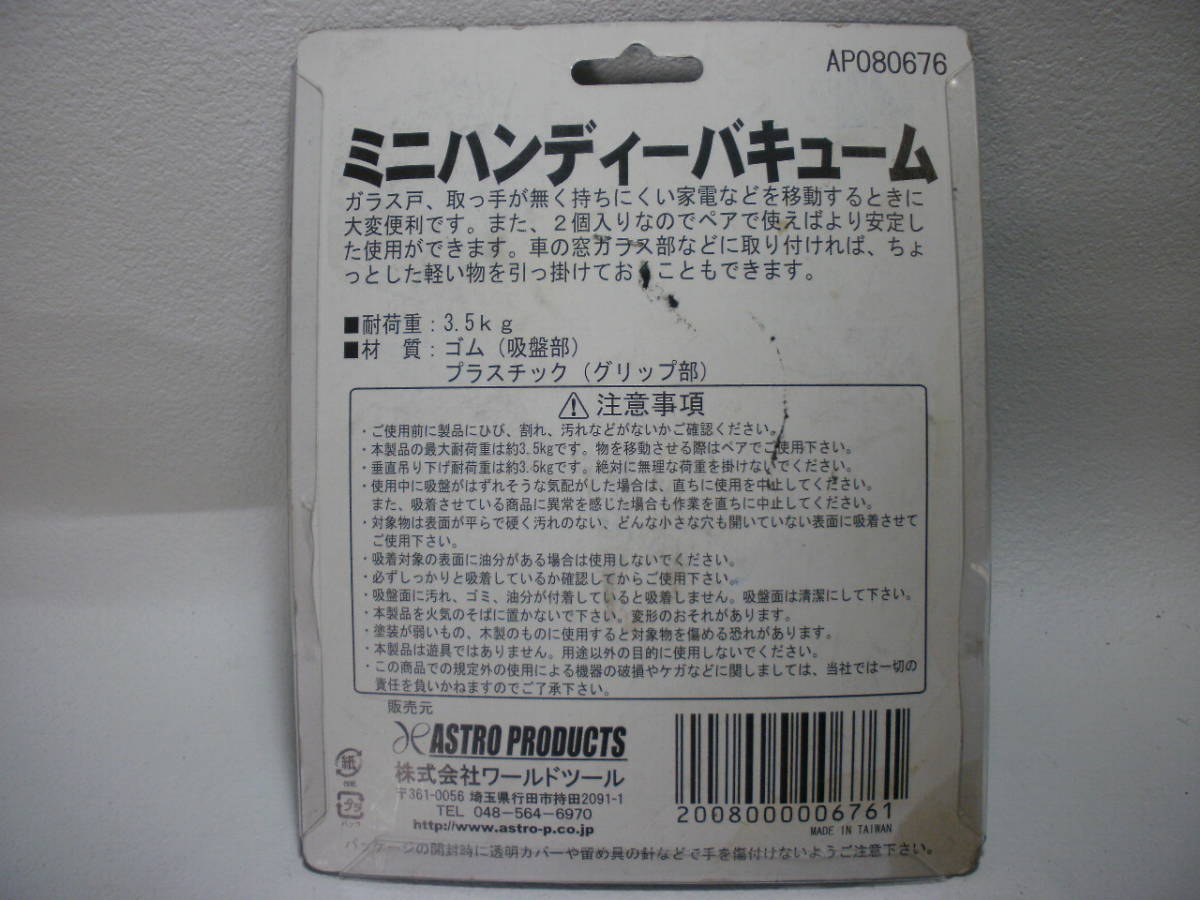 AP080676
ミニハンディーバキューム
ガラス戸、取っ手が無く持ちにくい家電などを移動するときに
大変便利です。また、2個入りなのでペアで使えばより安定し
た使用ができます。車の窓ガラス部などに取り付ければ、ちょ
っとした軽い物を引っ掛けておくこともできます。
■耐荷重：3.5kg
■材　質：ゴム（吸盤部）
プラスチック（グリップ部）
注意事項
・ご使用前に製品にひび、割れ、汚れなどがないかご確認ください。
・本製品の最大耐荷重は約3.5kgです。物を移動させる際はペアでご使用下さい。
・垂直吊り下げ耐荷重は約3.5kgです。絶対に無理な荷重を掛けないでください。
・使用中に吸盤がはずれそうな気配がした場合は、直ちに使用を中止してください。
また、吸着させている商品に異常を感じた場合も作業を直ちに中止してください。
・対象物は表面が平らで硬く汚れのない、どんな小さな穴も開いていない表面に吸着させて
ご使用下さい。
・吸着対象の表面に油分がある場合は使用しないでください。
・必ずしっかりと吸着しているか確認してからご使用下さい。
・吸盤面に汚れ、ゴミ、油分が付着していると吸着しません。吸盤面は清潔にして下さい。
・本製品を火気のそばに置かないで下さい。変形のおそれがあります。
・塗装が弱いもの、木製のものに使用すると対象物を傷める恐れがあります。
・本製品は遊具ではありません。用途以外の目的に使用しないでください。
・この商品での規定外の使用による機器の破損やケガなどに関しましては、当社では一切の
責任を負いかねますのでご了承下さい。
販売元
ASTRO PRODUCTS
株式会社ワールドツール
〒361-0056 埼玉県行田市持田2091-1
TEL 048-564-6970
http://www.astro-p.co.jp
紙
プラ
パック
2008000006761
MADE IN TAIWAN
パッケージの開封時に透明カバーや留め具の針などで手を傷付けないようご注意下さい。